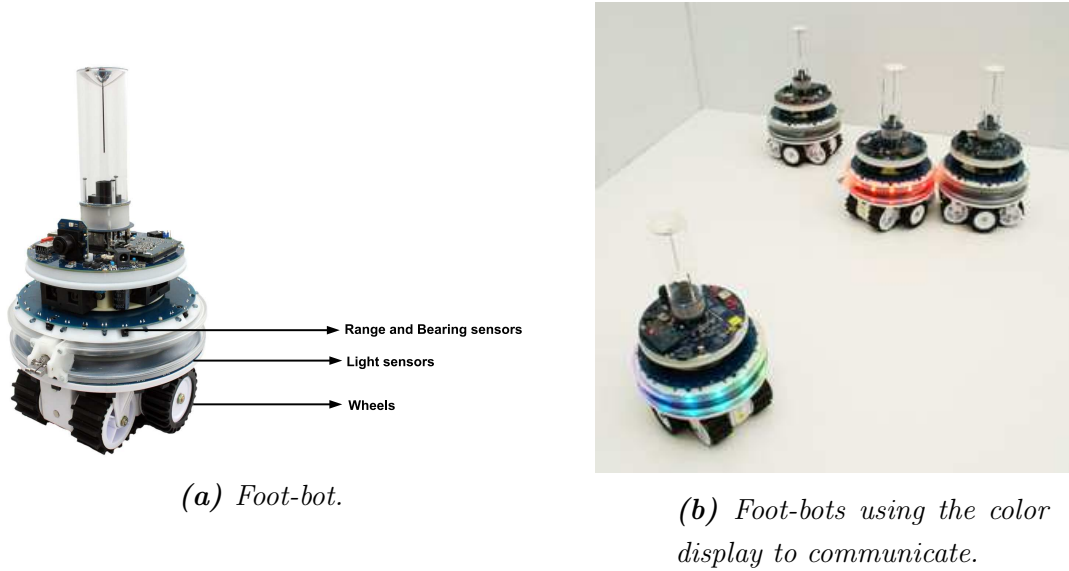 Range and Bearing sensors
Light sensors
Wheels
(a) Foot-bot.
(b) Foot-bots using the color
display to communicate.